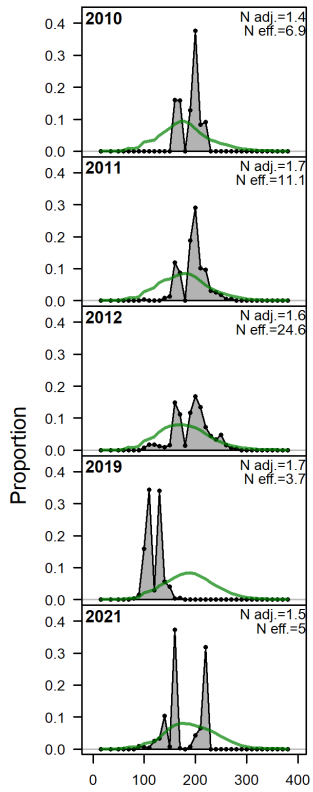 2010
N adj.=1.4
N eff.=6.9
0.4
0.3
0.2
0.1
0.0
2011
N adj.=1.7
N eff.=11.1
0.4
0.3
0.2
0.1
0.0
2012
N adj.=1.6
N eff.=24.6
0.4
0.3
0.2
0.1
0.0
2019
N adj.=1.7
N eff.=3.7
0.4
0.3
0.2
0.1
0.0
2021
N adj.=1.5
N eff.=5
0.4
0.3
0.2
0.1
0.0
Proportion
0 100 200 300 400